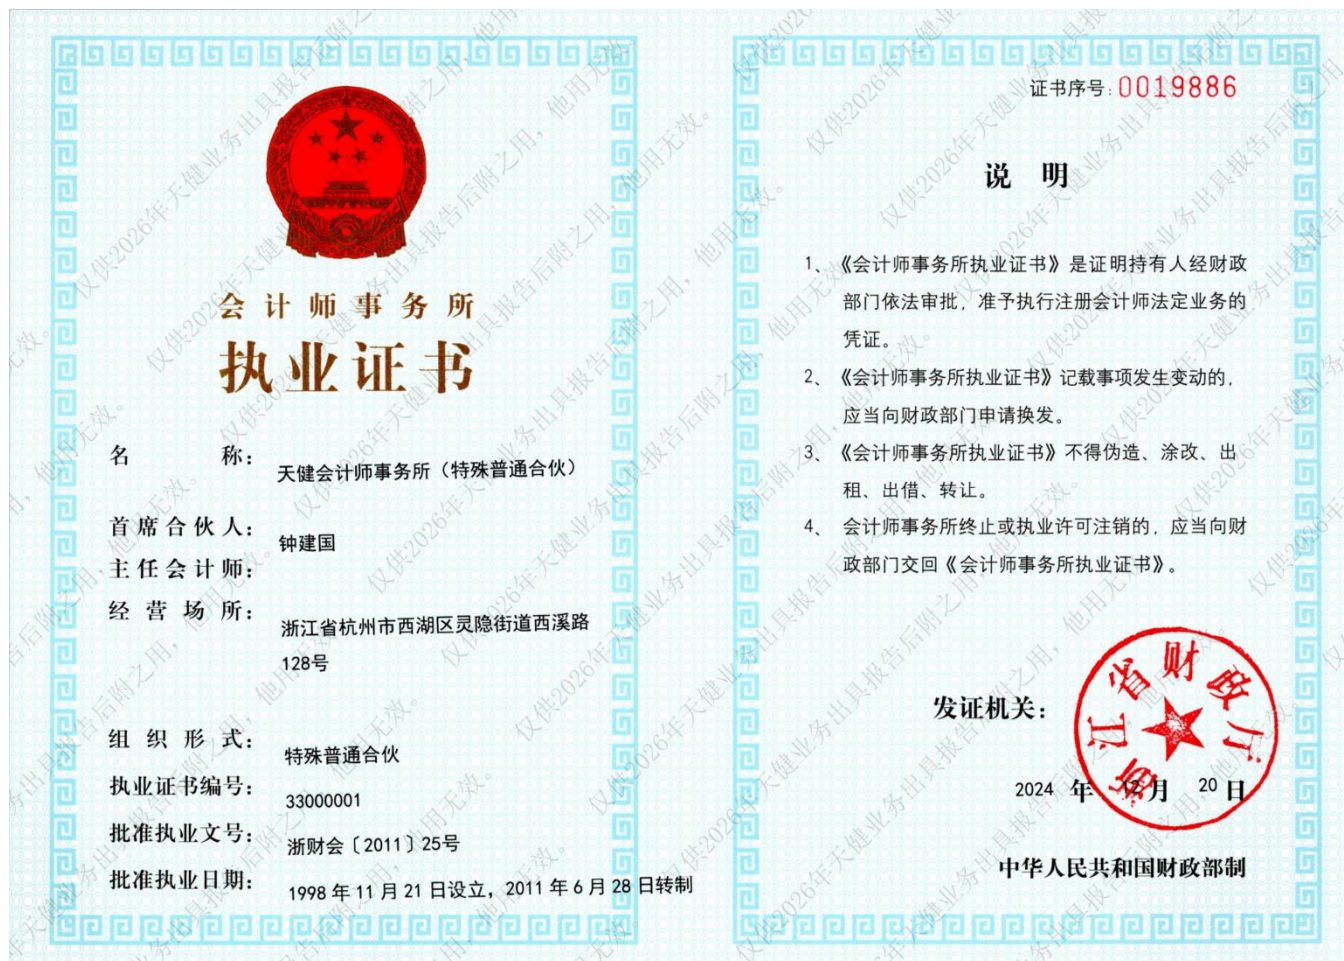 会计师事务所
执业证书
名称：
天健会计师事务所（特殊普通合伙）
首席合伙人：
钟建国
主任会计师：
经营场所：
浙江省杭州市西湖区灵隐街道西溪路
128号
组织形式：
特殊普通合伙
执业证书编号：
33000001
批准执业文号：
浙财会〔2011〕25号
批准执业日期：
1998年11月21日设立，2011年6月28日转制
证书序号：0019886
说明
1、《会计师事务所执业证书》是证明持有人经财政
部门依法审批，准予执行注册会计师法定业务的
凭证。
2、《会计师事务所执业证书》记载事项发生变动的，
应当向财政部门申请换发。
3、《会计师事务所执业证书》不得伪造、涂改、出
租、出借、转让。
4、会计师事务所终止或执业许可注销的，应当向财
政部门交回《会计师事务所执业证书》。
发证机关：
浙江省财政厅
2024年12月20日
中华人民共和国财政部制
仅供2026年天健业务出具报告后附之用，他用无效。